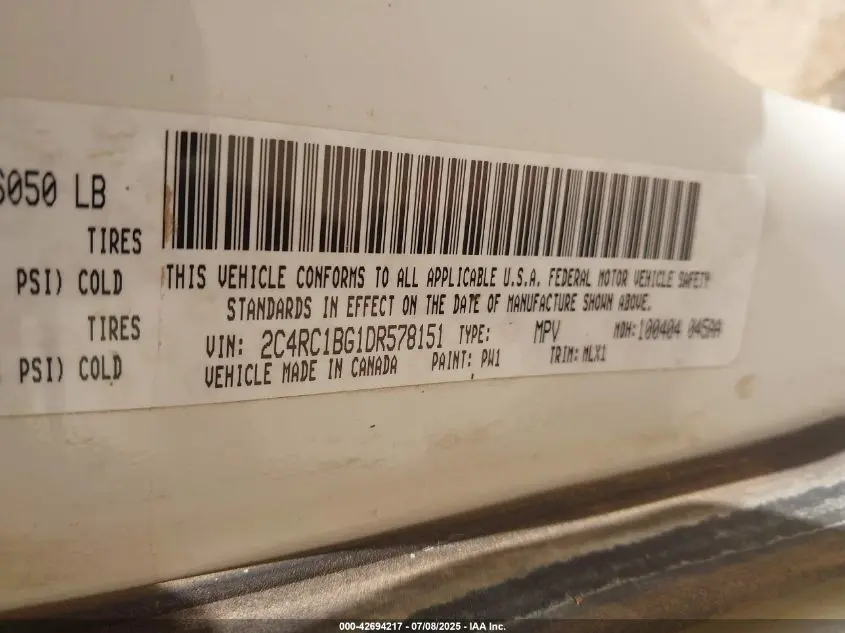 6050 LB
TIRES
PSI) COLD
TIRES
PSI) COLD
THIS VEHICLE CONFORMS TO ALL APPLICABLE U.S.A. FEDERAL MOTOR VEHICLE SAFETY
STANDARDS IN EFFECT ON THE DATE OF MANUFACTURE SHOWN ABOVE.
VIN: 2C4RC1BG1DR578151 TYPE: MPV MDH: 100404 045AA
VEHICLE MADE IN CANADA PAINT: PW1 TRIM: MLX1
000-42694217 - 07/08/2025 - IAA Inc.